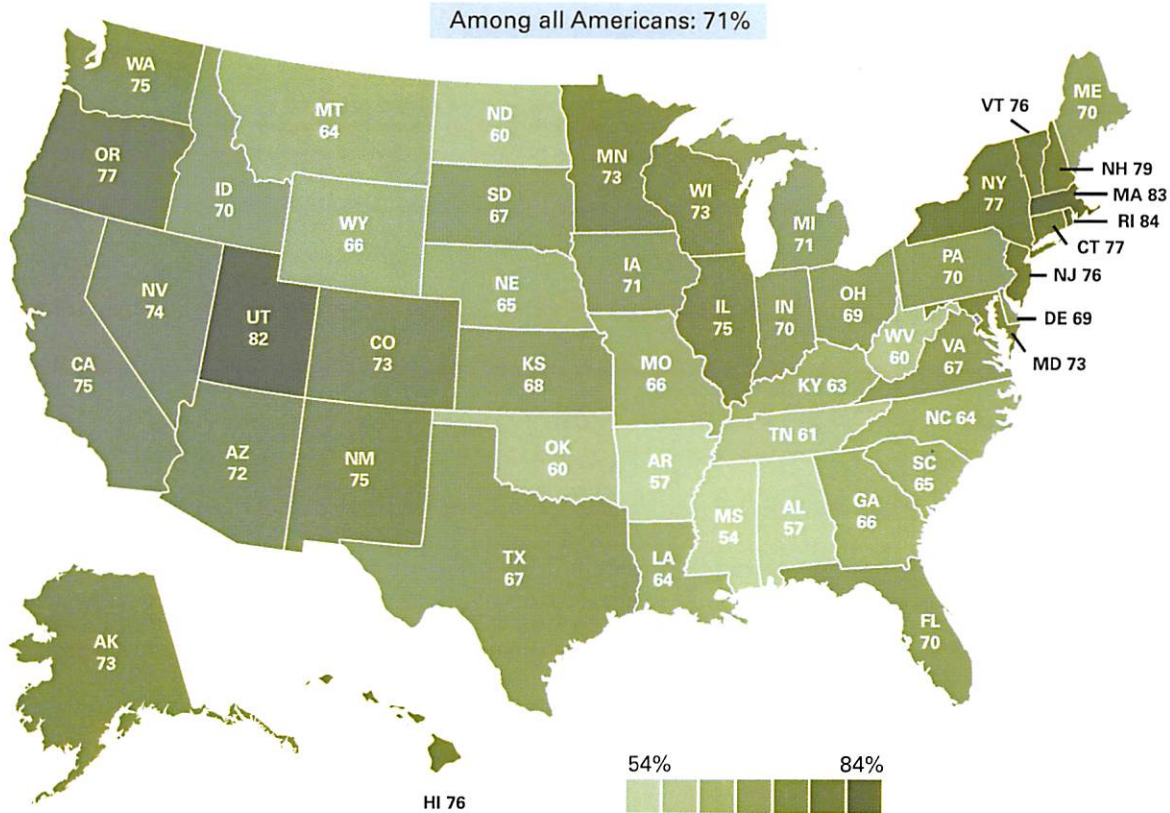 Among all Americans: 71%
WA
75
OR
77
CA
75
NV
74
ID
70
MT
64
WY
66
UT
82
AZ
72
CO
73
NM
75
ND
60
SD
67
NE
65
KS
68
OK
60
TX
67
MN
73
IA
71
MO
66
AR
57
LA
64
WI
73
IL
75
MI
71
IN
70
OH
69
KY 63
TN 61
MS
54
AL
57
GA
66
FL
70
SC
65
NC 64
VA
67
WV
60
PA
70
NY
77
ME
70
VT 76
NH 79
MA 83
RI 84
CT 77
NJ 76
DE 69
MD 73
AK
73
HI 76
54%
84%